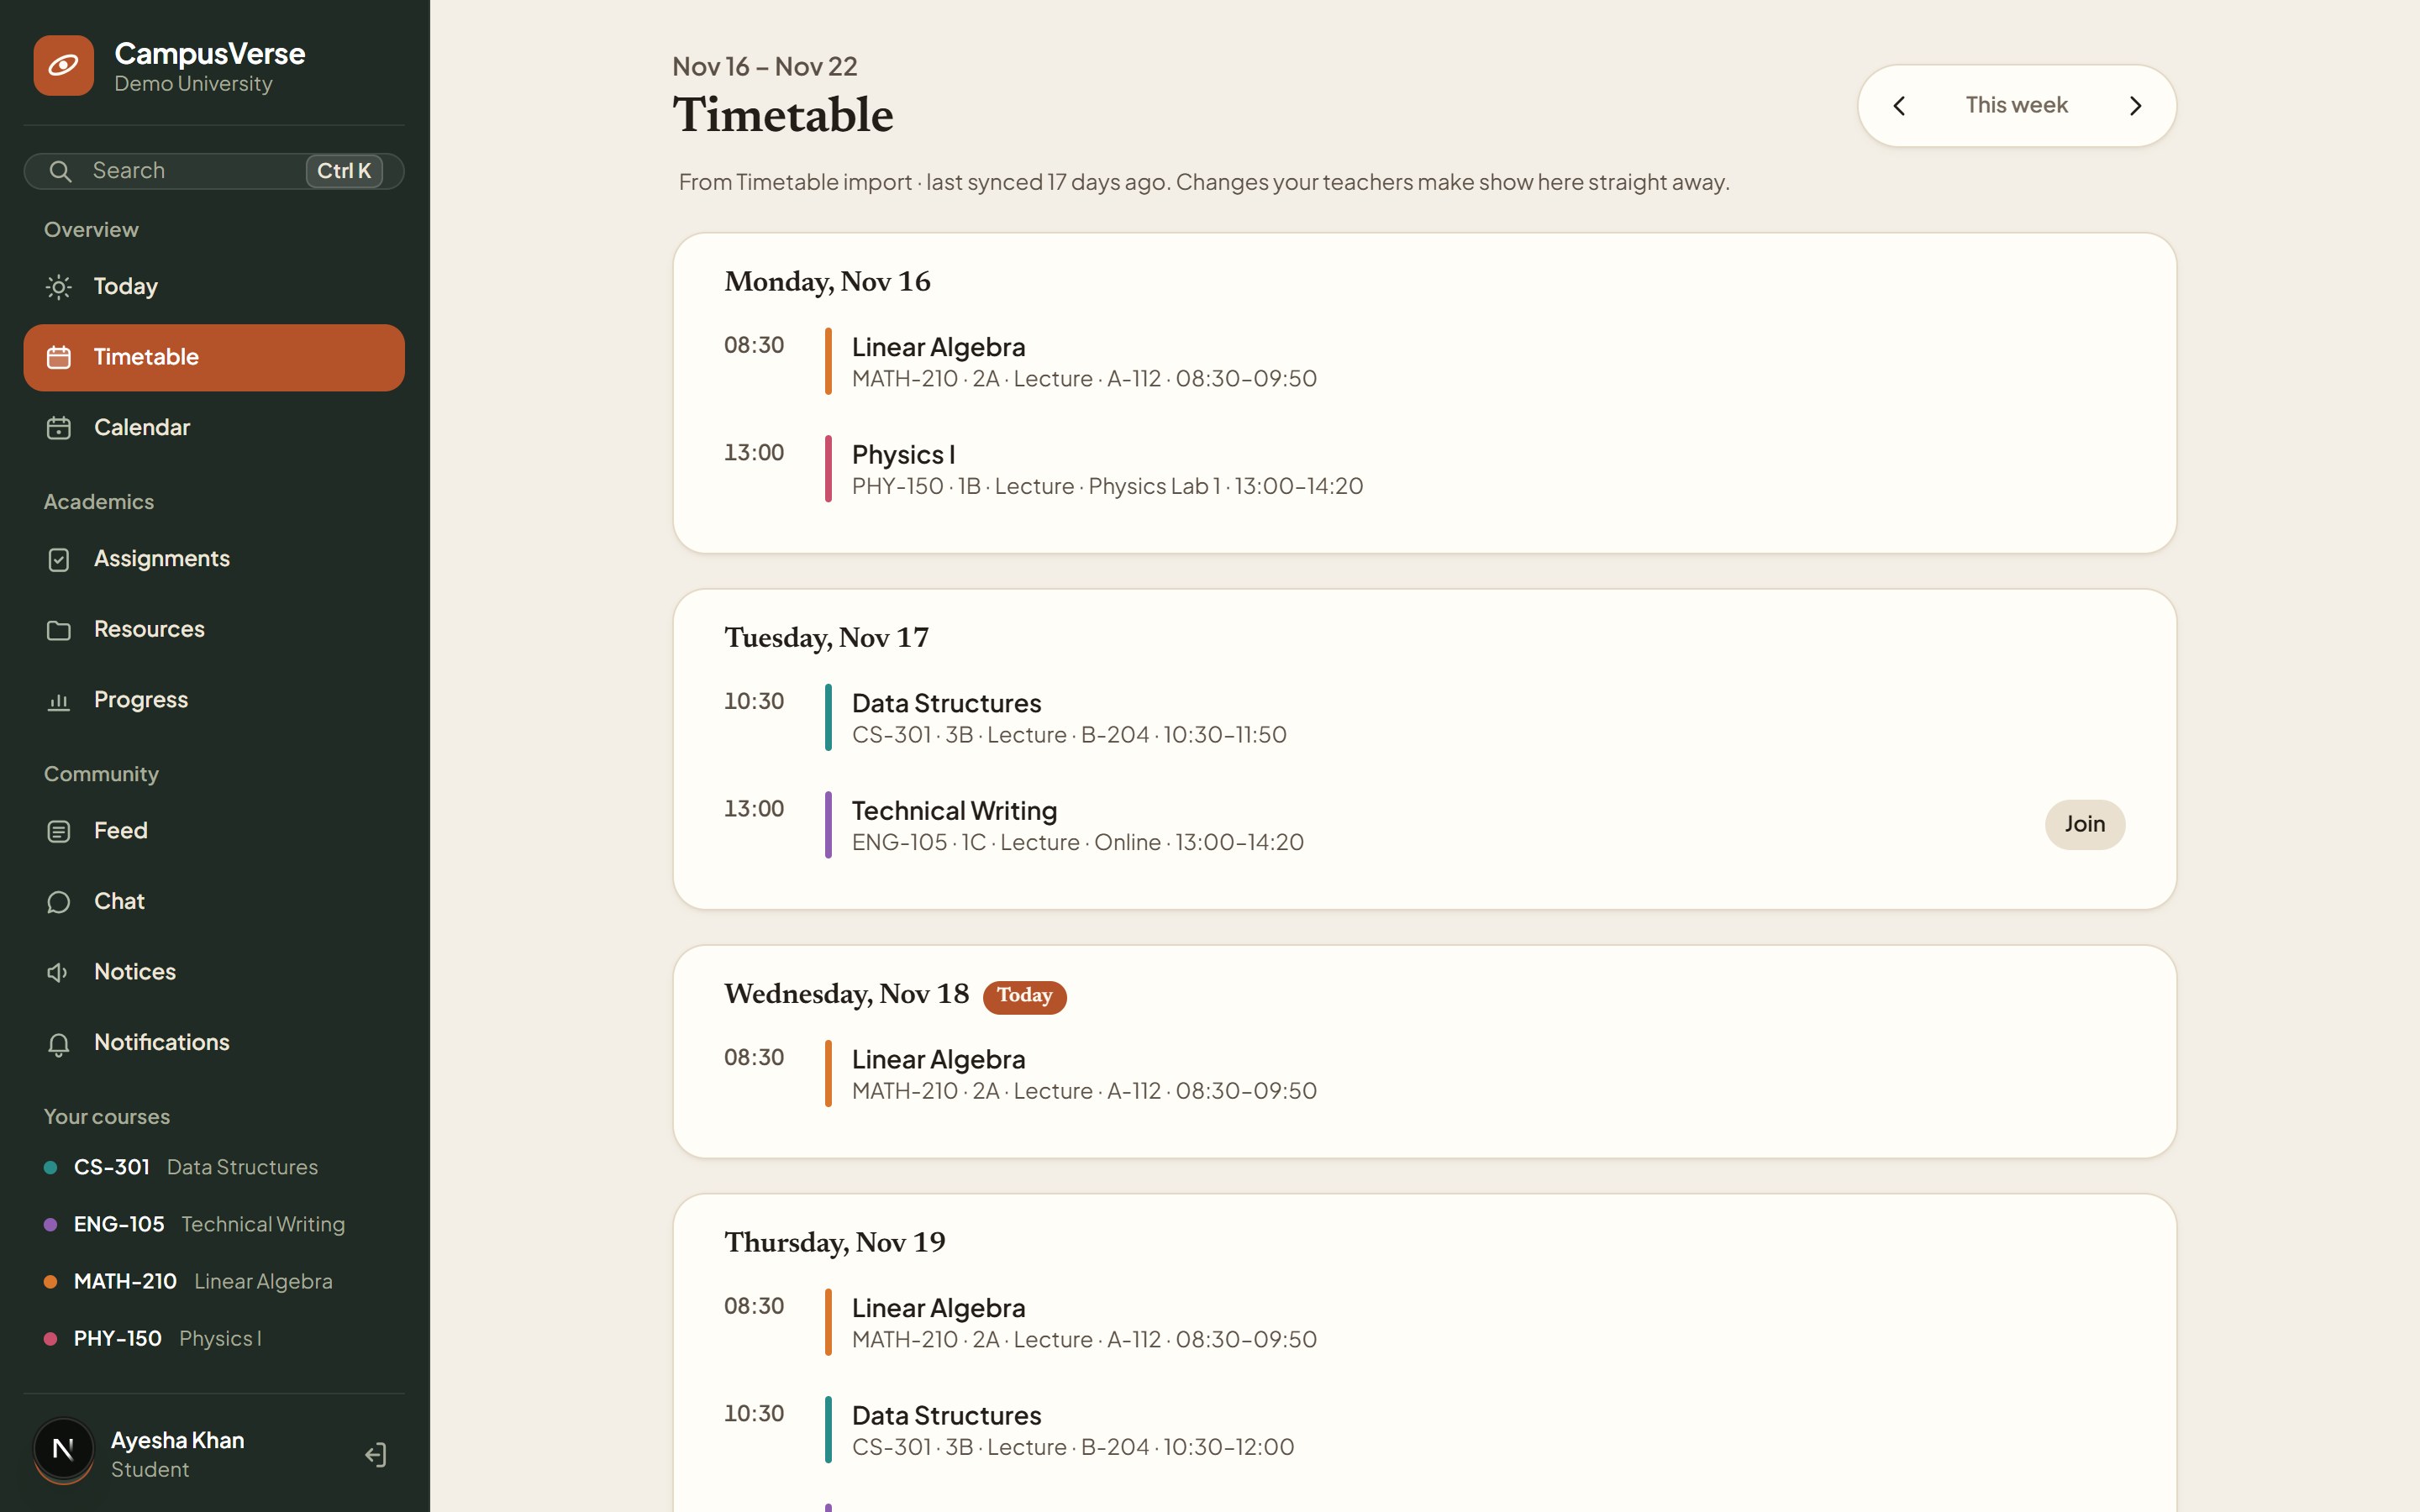 CampusVerse
Demo University
Search
Ctrl K
Overview
Today
Timetable
Calendar
Academics
Assignments
Resources
Progress
Community
Feed
Chat
Notices
Notifications
Your courses
CS-301 Data Structures
ENG-105 Technical Writing
MATH-210 Linear Algebra
PHY-150 Physics I
N
Ayesha Khan
Student
Nov 16 – Nov 22
Timetable
This week
From Timetable import · last synced 17 days ago. Changes your teachers make show here straight away.
Monday, Nov 16
08:30
Linear Algebra
MATH-210 · 2A · Lecture · A-112 · 08:30–09:50
13:00
Physics I
PHY-150 · 1B · Lecture · Physics Lab 1 · 13:00–14:20
Tuesday, Nov 17
10:30
Data Structures
CS-301 · 3B · Lecture · B-204 · 10:30–11:50
13:00
Technical Writing
ENG-105 · 1C · Lecture · Online · 13:00–14:20
Join
Wednesday, Nov 18 Today
08:30
Linear Algebra
MATH-210 · 2A · Lecture · A-112 · 08:30–09:50
Thursday, Nov 19
08:30
Linear Algebra
MATH-210 · 2A · Lecture · A-112 · 08:30–09:50
10:30
Data Structures
CS-301 · 3B · Lecture · B-204 · 10:30–12:00